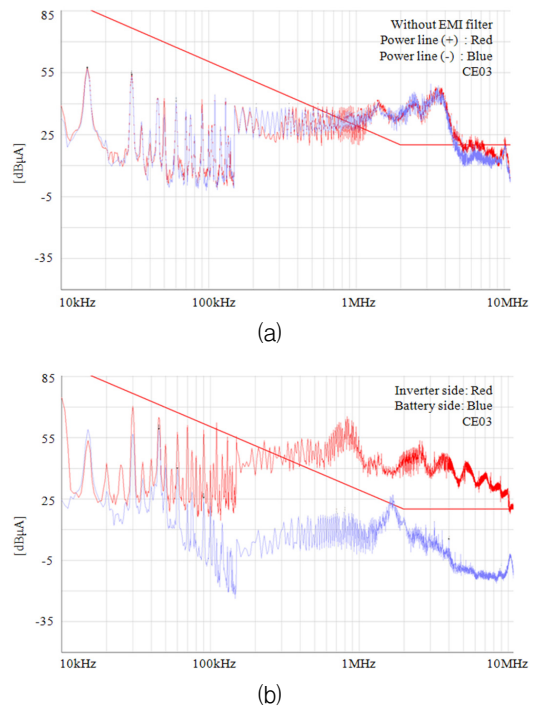 85
Without EMI filter
Power line (+) : Red
Power line (-) : Blue
CE03
55
25
[dBμA]
-5
-35
10kHz 100kHz 1MHz 10MHz
(a)
85
Inverter side: Red
Battery side: Blue
CE03
55
25
[dBμA]
-5
-35
10kHz 100kHz 1MHz 10MHz
(b)